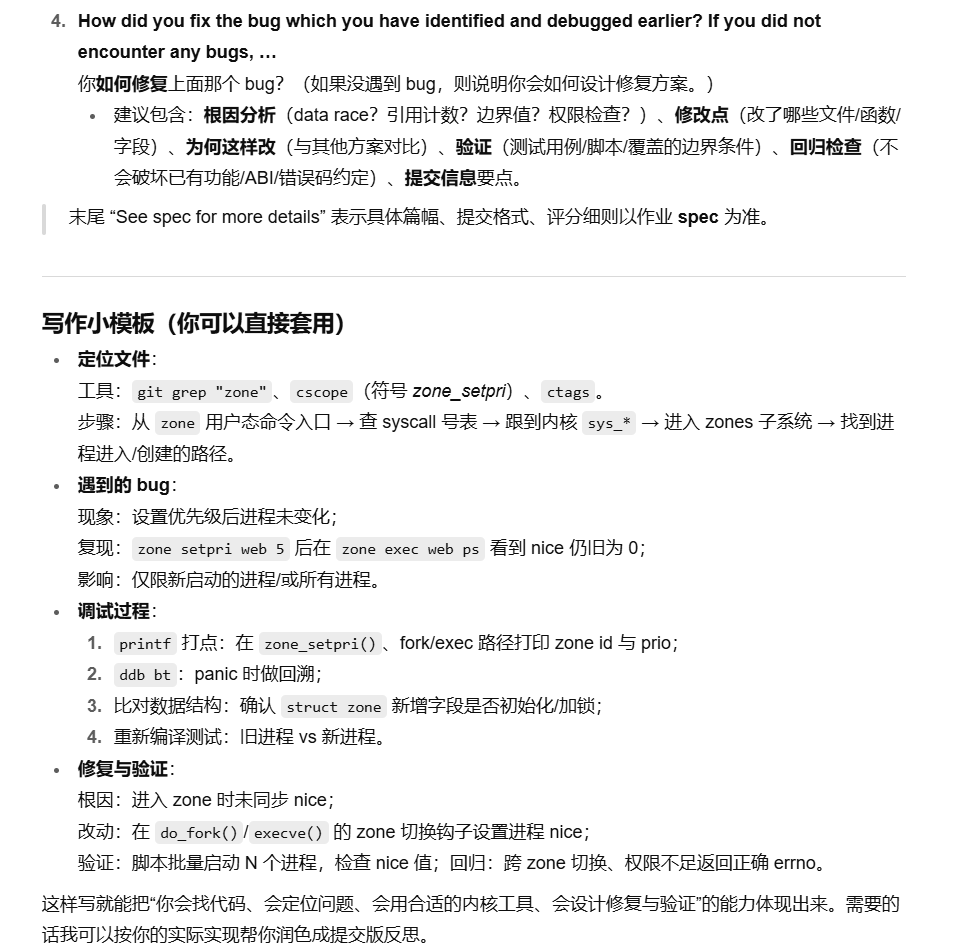 4. How did you fix the bug which you have identified and debugged earlier? If you did not
encounter any bugs, …
你如何修复上面那个 bug？（如果没遇到 bug，则说明你会如何设计修复方案。）
• 建议包含：根因分析（data race？引用计数？边界值？权限检查？）、修改点（改了哪些文件/函数/
字段）、为何这样改（与其他方案对比）、验证（测试用例/脚本/覆盖的边界条件）、回归检查（不
会破坏已有功能/ABI/错误码约定）、提交信息要点。
末尾 “See spec for more details” 表示具体篇幅、提交格式、评分细则以作业 spec 为准。
写作小模板（你可以直接套用）
• 定位文件：
工具：git grep "zone"、cscope（符号 zone_setpri）、ctags。
步骤：从 zone 用户态命令入口 → 查 syscall 号表 → 跟到内核 sys_* → 进入 zones 子系统 → 找到进
程进入/创建的路径。
• 遇到的 bug：
现象：设置优先级后进程未变化；
复现：zone setpri web 5 后在 zone exec web ps 看到 nice 仍旧为 0；
影响：仅限新启动的进程/或所有进程。
• 调试过程：
1. printf 打点：在 zone_setpri()、fork/exec 路径打印 zone id 与 prio；
2. ddb bt：panic 时做回溯；
3. 比对数据结构：确认 struct zone 新增字段是否初始化/加锁；
4. 重新编译测试：旧进程 vs 新进程。
• 修复与验证：
根因：进入 zone 时未同步 nice；
改动：在 do_fork()/execve() 的 zone 切换钩子设置进程 nice；
验证：脚本批量启动 N 个进程，检查 nice 值；回归：跨 zone 切换、权限不足返回正确 errno。
这样写就能把“你会找代码、会定位问题、会用合适的内核工具、会设计修复与验证”的能力体现出来。需要的
话我可以按你的实际实现帮你润色成提交版反思。